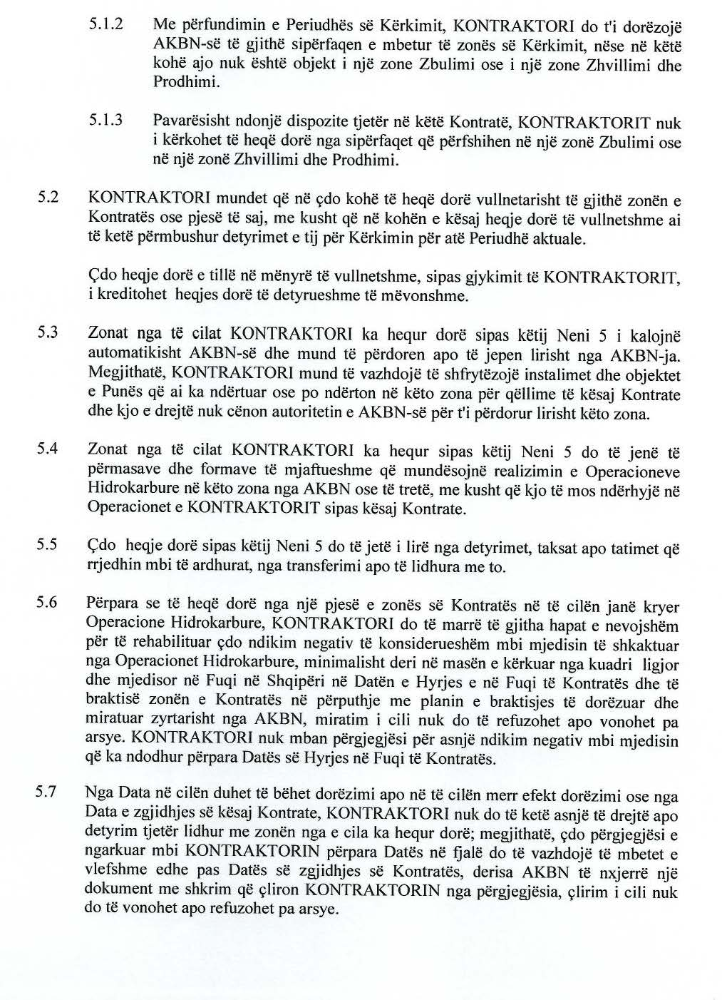 5.1.2 Me përfundimin e Periudhës së Kërkimit, KONTRAKTORI do t'i dorëzojë
AKBN-së të gjithë sipërfaqen e mbetur të zonës së Kërkimit, nëse në këtë
kohë ajo nuk është objekt i një zone Zbulimi ose i një zone Zhvillimi dhe
Prodhimi.
5.1.3 Pavarësisht ndonjë dispozite tjetër në këtë Kontratë, KONTRAKTORIT nuk
i kërkohet të heqë dorë nga sipërfaqet që përfshihen në një zonë Zbulimi ose
në një zonë Zhvillimi dhe Prodhimi.
5.2 KONTRAKTORI mundet që në çdo kohë të heqë dorë vullnetarisht të gjithë zonën e
Kontratës ose pjesë të saj, me kusht që në kohën e kësaj heqje dorë të vullnetshme ai
të ketë përmbushur detyrimet e tij për Kërkimin për atë Periudhë aktuale.
Çdo heqje dorë e tillë në mënyrë të vullnetshme, sipas gjykimit të KONTRAKTORIT,
i kreditohet heqjes dorë të detyrueshme të mëvonshme.
5.3 Zonat nga të cilat KONTRAKTORI ka hequr dorë sipas këtij Neni 5 i kalojnë
automatikisht AKBN-së dhe mund të përdoren apo të jepen lirisht nga AKBN-ja.
Megjithatë, KONTRAKTORI mund të vazhdojë të shfrytëzojë instalimet dhe objektet
e Punës që ai ka ndërtuar ose po ndërton në këto zona për qëllime të kësaj Kontrate
dhe kjo e drejtë nuk cënon autoritetin e AKBN-së për t'i përdorur lirisht këto zona.
5.4 Zonat nga të cilat KONTRAKTORI ka hequr sipas këtij Neni 5 do të jenë të
përmasave dhe formave të mjaftueshme që mundësojnë realizimin e Operacioneve
Hidrokarbure në këto zona nga AKBN ose të tretë, me kusht që kjo të mos ndërhyjë në
Operacionet e KONTRAKTORIT sipas kësaj Kontrate.
5.5 Çdo heqje dorë sipas këtij Neni 5 do të jetë i lirë nga detyrimet, taksat apo tatimet që
rrjedhin mbi të ardhurat, nga transferimi apo të lidhura me to.
5.6 Përpara se të heqë dorë nga një pjesë e zonës së Kontratës në të cilën janë kryer
Operacione Hidrokarbure, KONTRAKTORI do të marrë të gjitha hapat e nevojshëm
për të rehabilituar çdo ndikim negativ të konsiderueshëm mbi mjedisin të shkaktuar
nga Operacionet Hidrokarbure, minimalisht deri në masën e kërkuar nga kuadri ligjor
dhe mjedisor në Fuqi në Shqipëri në Datën e Hyrjes e në Fuqi të Kontratës dhe të
braktisë zonën e Kontratës në përputhje me planin e braktisjes të dorëzuar dhe
miratuar zyrtarisht nga AKBN, miratim i cili nuk do të refuzohet apo vonohet pa
arsye. KONTRAKTORI nuk mban përgjegjësi për asnjë ndikim negativ mbi mjedisin
që ka ndodhur përpara Datës së Hyrjes në Fuqi të Kontratës.
5.7 Nga Data në cilën duhet të bëhet dorëzimi apo në të cilën merr efekt dorëzimi ose nga
Data e zgjidhjes së kësaj Kontrate, KONTRAKTORI nuk do të ketë asnjë të drejtë apo
detyrim tjetër lidhur me zonën nga e cila ka hequr dorë; megjithatë, çdo përgjegjësi e
ngarkuar mbi KONTRAKTORIN përpara Datës në fjalë do të vazhdojë të mbetet e
vlefshme edhe pas Datës së zgjidhjes së Kontratës, derisa AKBN të nxjerrë një
dokument me shkrim që çliron KONTRAKTORIN nga përgjegjësia, çlirim i cili nuk
do të vonohet apo refuzohet pa arsye.